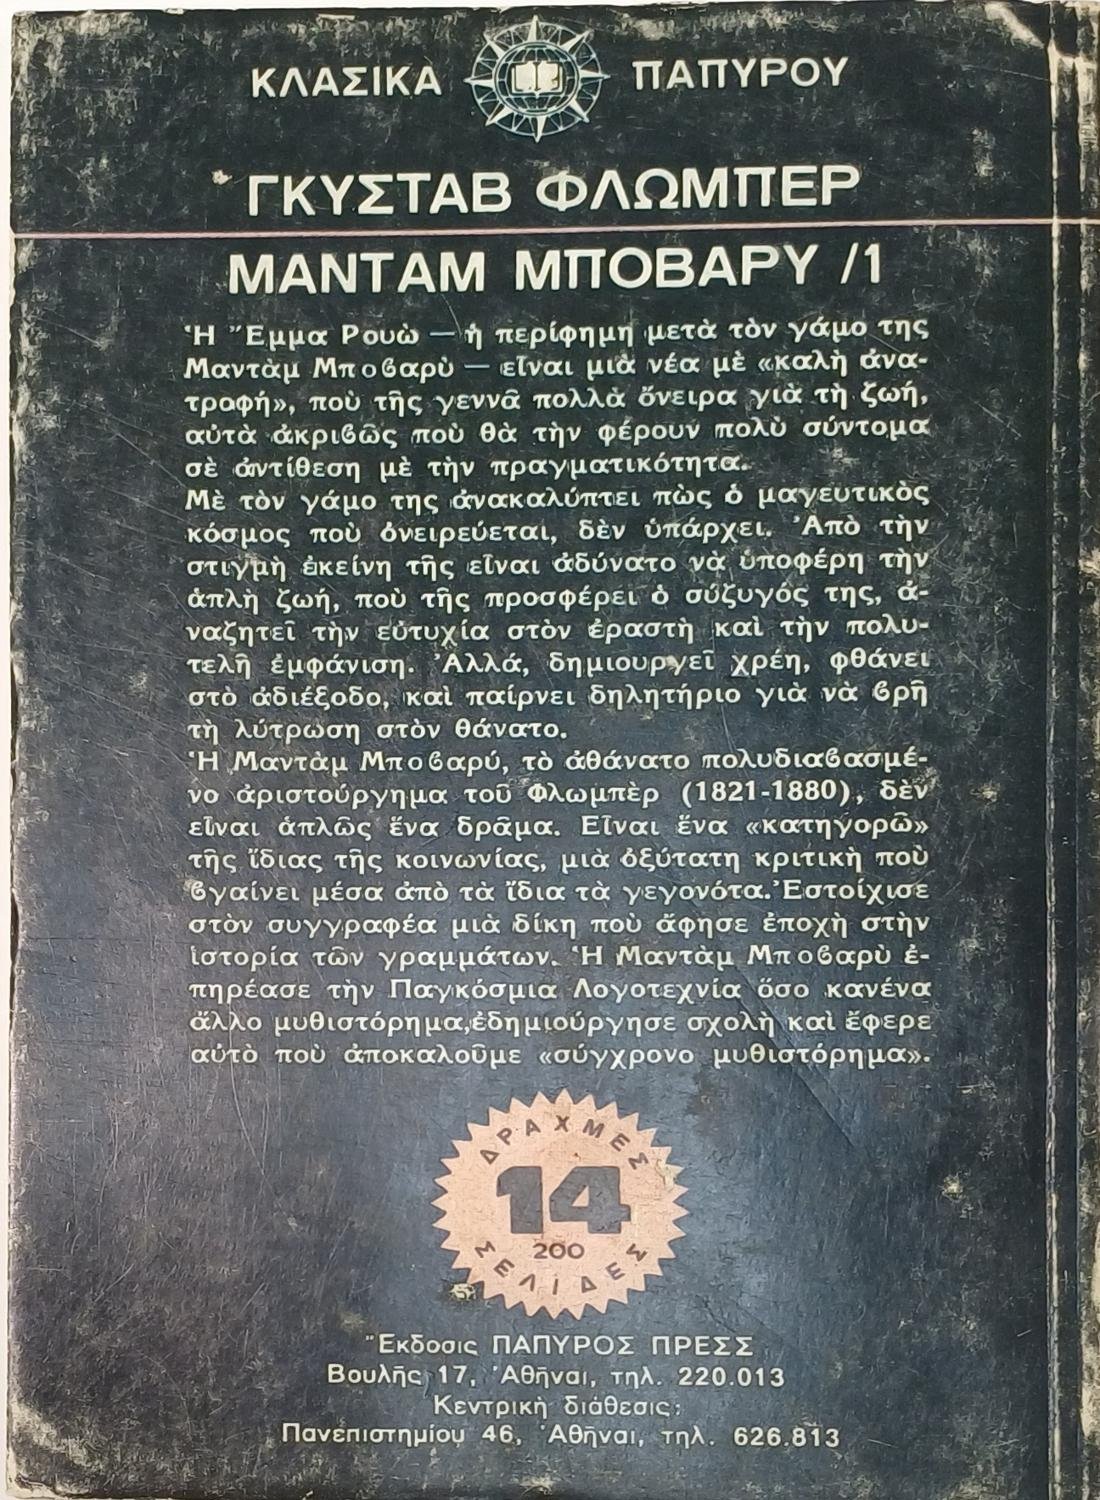 ΚΛΑΣΙΚΑ ΠΑΠΥΡΟΥ
ΓΚΥΣΤΑΒ ΦΛΩΜΠΕΡ
ΜΑΝΤΑΜ ΜΠΟΒΑΡΥ /1
Ἡ Ἔμμα Ρουὼ — ἡ περίφημη μετὰ τὸν γάμο της
Μαντὰμ Μποϐαρὺ — εἶναι μιὰ νέα μὲ «καλὴ ἀνα-
τροφή», ποὺ τῆς γεννᾶ πολλὰ ὄνειρα γιὰ τὴ ζωή,
αὐτὰ ἀκριϐῶς ποὺ θὰ τὴν φέρουν πολὺ σύντομα
σὲ ἀντίθεση μὲ τὴν πραγματικότητα.
Μὲ τὸν γάμο της ἀνακαλύπτει πὼς ὁ μαγευτικὸς
κόσμος ποὺ ὀνειρεύεται, δὲν ὑπάρχει. Ἀπὸ τὴν
στιγμὴ ἐκείνη τῆς εἶναι ἀδύνατο νὰ ὑποφέρη τὴν
ἁπλὴ ζωή, ποὺ τῆς προσφέρει ὁ σύζυγός της, ἀ-
ναζητεῖ τὴν εὐτυχία στὸν ἐραστὴ καὶ τὴν πολυ-
τελῆ ἐμφάνιση. Ἀλλά, δημιουργεῖ χρέη, φθάνει
στὸ ἀδιέξοδο, καὶ παίρνει δηλητήριο γιὰ νὰ ϐρῆ
τὴ λύτρωση στὸν θάνατο.
Ἡ Μαντὰμ Μποϐαρύ, τὸ ἀθάνατο πολυδιαϐασμέ-
νο ἀριστούργημα τοῦ Φλωμπὲρ (1821-1880), δὲν
εἶναι ἁπλῶς ἕνα δρᾶμα. Εἶναι ἕνα «κατηγορῶ»
τῆς ἴδιας τῆς κοινωνίας, μιὰ ὀξύτατη κριτικὴ ποὺ
ϐγαίνει μέσα ἀπὸ τὰ ἴδια τὰ γεγονότα. Ἐστοίχισε
στὸν συγγραφέα μιὰ δίκη ποὺ ἄφησε ἐποχὴ στὴν
ἱστορία τῶν γραμμάτων. Ἡ Μαντὰμ Μποϐαρὺ ἐ-
πηρέασε τὴν Παγκόσμια Λογοτεχνία ὅσο κανένα
ἄλλο μυθιστόρημα,ἐδημιούργησε σχολὴ καὶ ἔφερε
αὐτὸ ποὺ ἀποκαλοῦμε «σύγχρονο μυθιστόρημα».
ΔΡΑΧΜΕΣ
14
200
ΣΕΛΙΔΕΣ
Ἔκδοσις ΠΑΠΥΡΟΣ ΠΡΕΣΣ
Βουλῆς 17, Ἀθῆναι, τηλ. 220.013
Κεντρικὴ διάθεσις:
Πανεπιστημίου 46, Ἀθῆναι, τηλ. 626.813